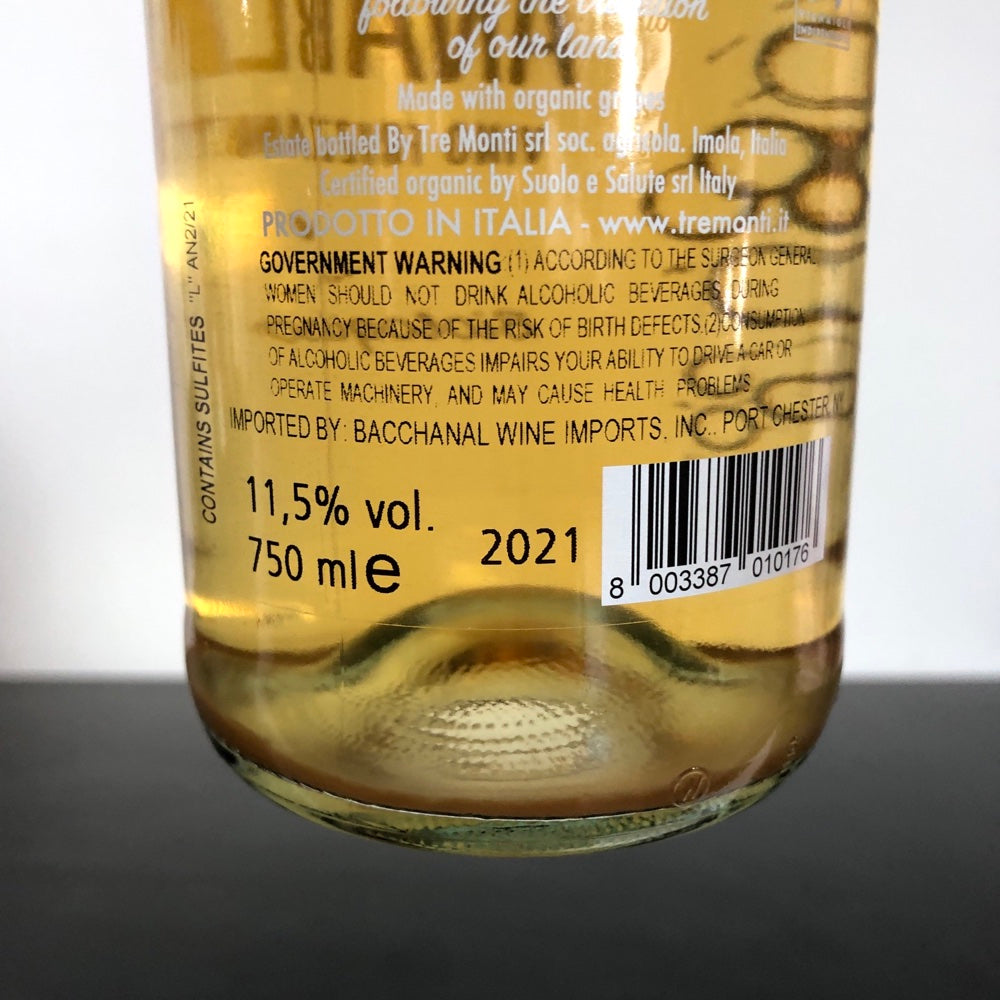 following the tradition
of our land
Made with organic grapes
Estate bottled By Tre Monti srl soc. agricola. Imola, Italia
Certified organic by Suolo e Salute srl Italy
PRODOTTO IN ITALIA - www.tremonti.it
GOVERNMENT WARNING (1) ACCORDING TO THE SURGEON GENERAL,
WOMEN SHOULD NOT DRINK ALCOHOLIC BEVERAGES DURING
PREGNANCY BECAUSE OF THE RISK OF BIRTH DEFECTS.(2)CONSUMPTION
OF ALCOHOLIC BEVERAGES IMPAIRS YOUR ABILITY TO DRIVE A CAR OR
OPERATE MACHINERY, AND MAY CAUSE HEALTH PROBLEMS
IMPORTED BY: BACCHANAL WINE IMPORTS, INC., PORT CHESTER, NY
CONTAINS SULFITES "L" AN2/21
11,5% vol.
750 ml e
2021
8 003387 010176